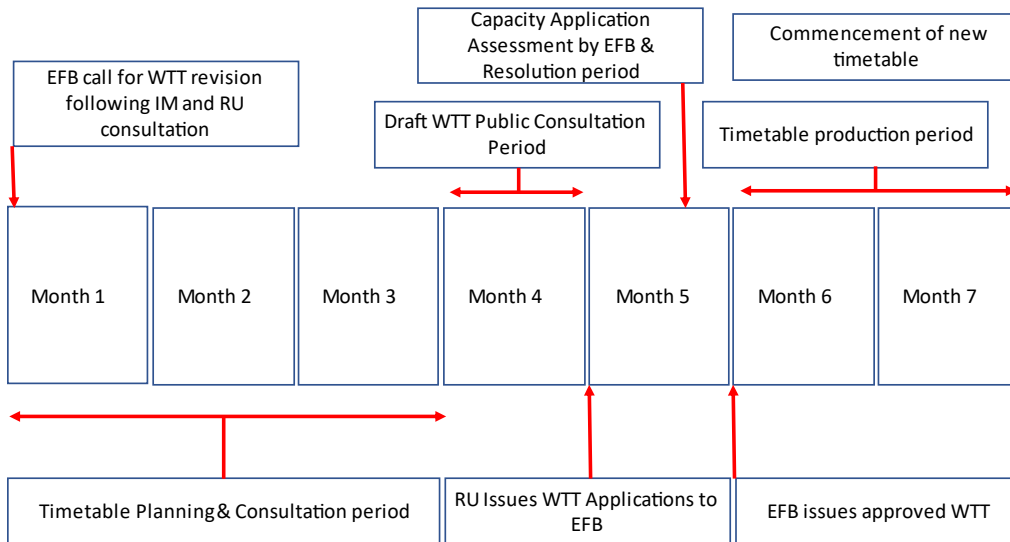 Capacity Application
Assessment by EFB &
Resolution period
Commencement of new
timetable
EFB call for WTT revision
following IM and RU
consultation
Draft WTT Public Consultation
Period
Timetable production period
Month 1
Month 2
Month 3
Month 4
Month 5
Month 6
Month 7
Timetable Planning & Consultation period
RU Issues WTT Applications to
EFB
EFB issues approved WTT